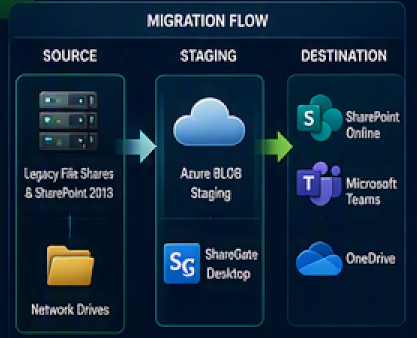 MIGRATION FLOW
SOURCE
Legacy File Shares
& SharePoint 2013
Network Drives
STAGING
Azure BLOB
Staging
SG
ShareGate
Desktop
DESTINATION
S
SharePoint
Online
T
Microsoft
Teams
OneDrive